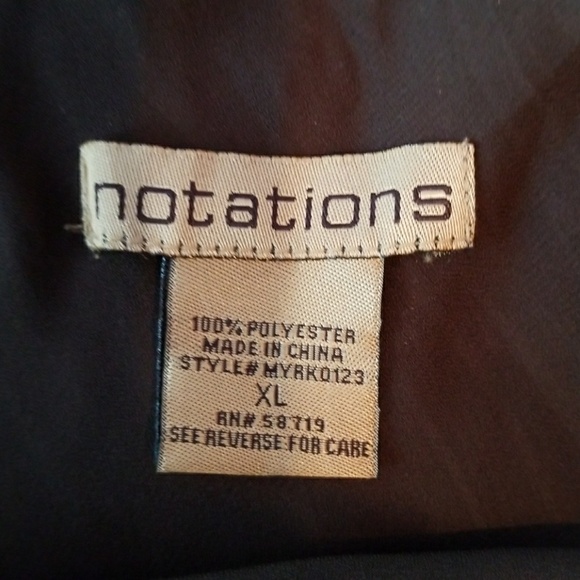 notations
100% POLYESTER
MADE IN CHINA
STYLE# MYRK0123
XL
RN# 58719
SEE REVERSE FOR CARE